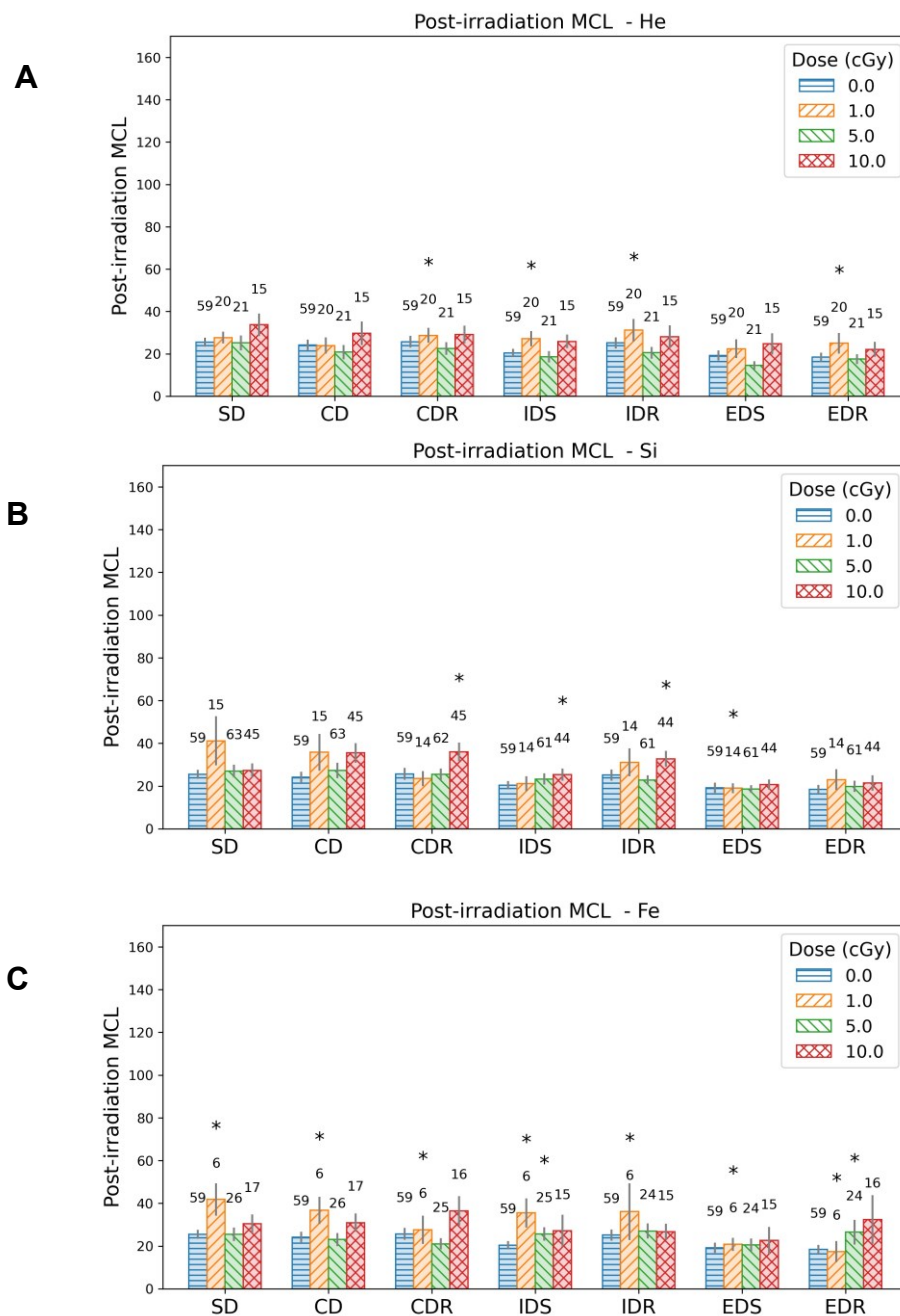 Post-irradiation MCL - He
A
Post-irradiation MCL
160
140
120
100
80
60
40
20
0
Dose (cGy)
0.0
1.0
5.0
10.0
* * * *
59 20 21 15 59 20 21 15 59 20 21 15 59 20 21 15 59 20 21 15 59 20 21 15 59 20 21 15
SD CD CDR IDS IDR EDS EDR
Post-irradiation MCL - Si
B
Post-irradiation MCL
160
140
120
100
80
60
40
20
0
Dose (cGy)
0.0
1.0
5.0
10.0
* * * *
59 15 63 45 59 15 63 45 59 14 62 45 59 14 61 44 59 14 61 44 59 14 61 44 59 14 61 44
SD CD CDR IDS IDR EDS EDR
Post-irradiation MCL - Fe
C
Post-irradiation MCL
160
140
120
100
80
60
40
20
0
Dose (cGy)
0.0
1.0
5.0
10.0
* * * * * * * * *
59 6 26 17 59 6 26 17 59 6 25 16 59 6 25 15 59 6 24 15 59 6 24 15 59 6 24 16
SD CD CDR IDS IDR EDS EDR